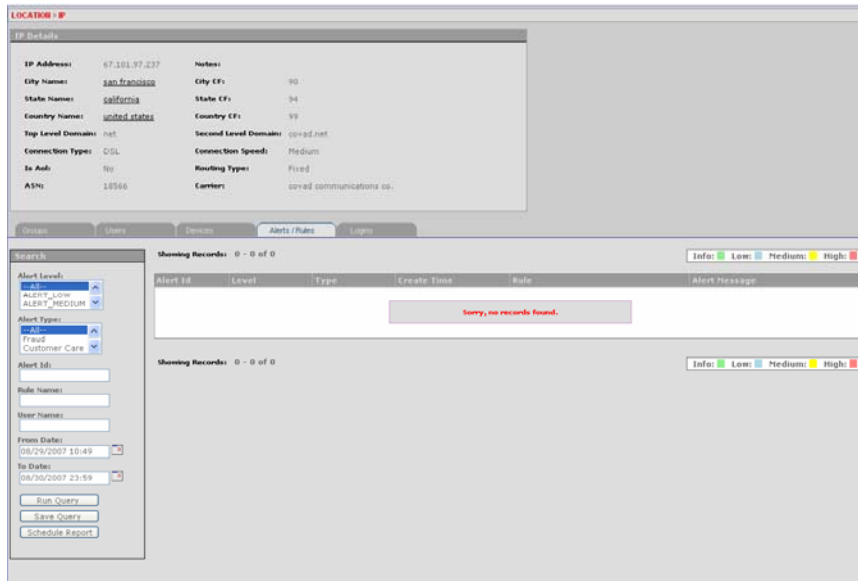 LOCATION > IP
IP Details
IP Address: 67.101.97.237 Notes:
City Name: san francisco City CF: 90
State Name: california State CF: 94
Country Name: united states Country CF: 99
Top Level Domain: net Second Level Domain: covad.net
Connection Type: DSL Connection Speed: Medium
Is Aol: No Routing Type: Fixed
ASN: 18566 Carrier: covad communications co.
Groups Users Devices Alerts / Rules Logins
Search
Alert Level:
--All--
ALERT_LOW
ALERT_MEDIUM
Alert Type:
--All--
Fraud
Customer Care
Alert Id:
Rule Name:
User Name:
From Date:
08/29/2007 10:49
To Date:
08/30/2007 23:59
Run Query
Save Query
Schedule Report
Showing Records: 0 - 0 of 0 Info: Low: Medium: High:
Alert Id Level Type Create Time Rule Alert Message
Sorry, no records found.
Showing Records: 0 - 0 of 0 Info: Low: Medium: High: